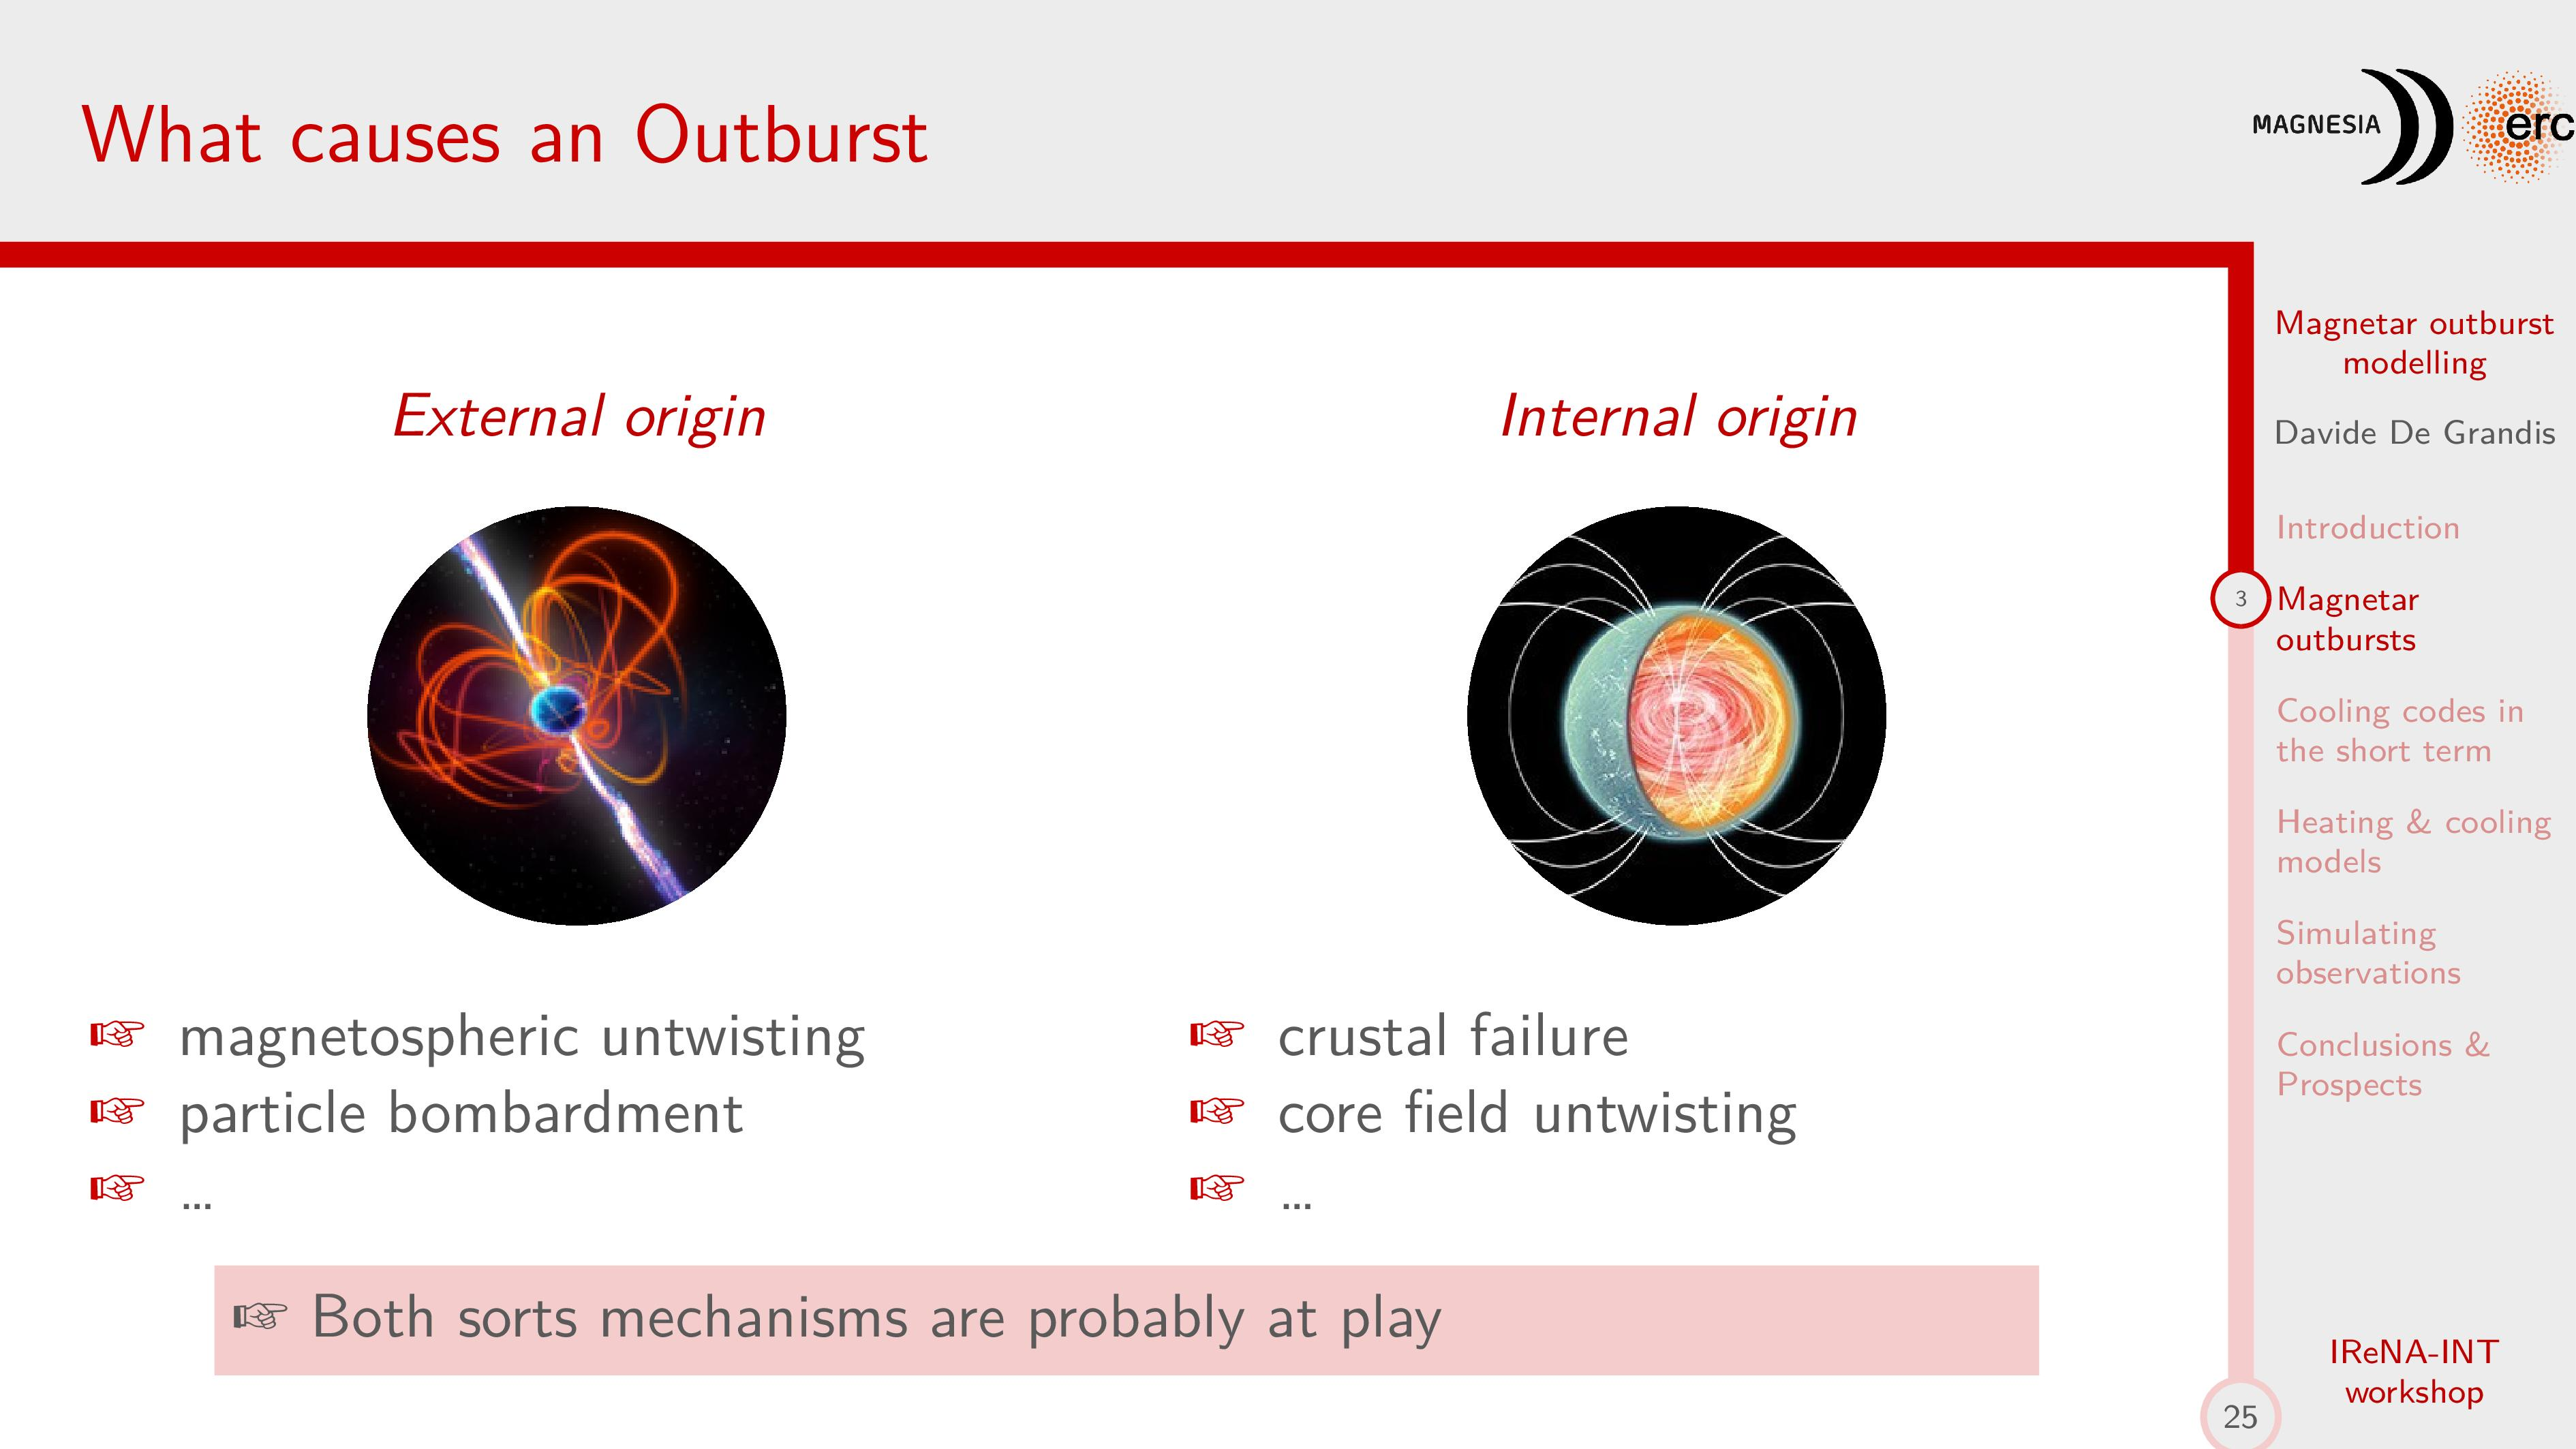 What causes an Outburst
MAGNESIA
erc
External origin
Internal origin
magnetospheric untwisting
particle bombardment
...
crustal failure
core field untwisting
...
Both sorts mechanisms are probably at play
Magnetar outburst
modelling
Davide De Grandis
Introduction
3
Magnetar
outbursts
Cooling codes in
the short term
Heating & cooling
models
Simulating
observations
Conclusions &
Prospects
IReNA-INT
workshop
25